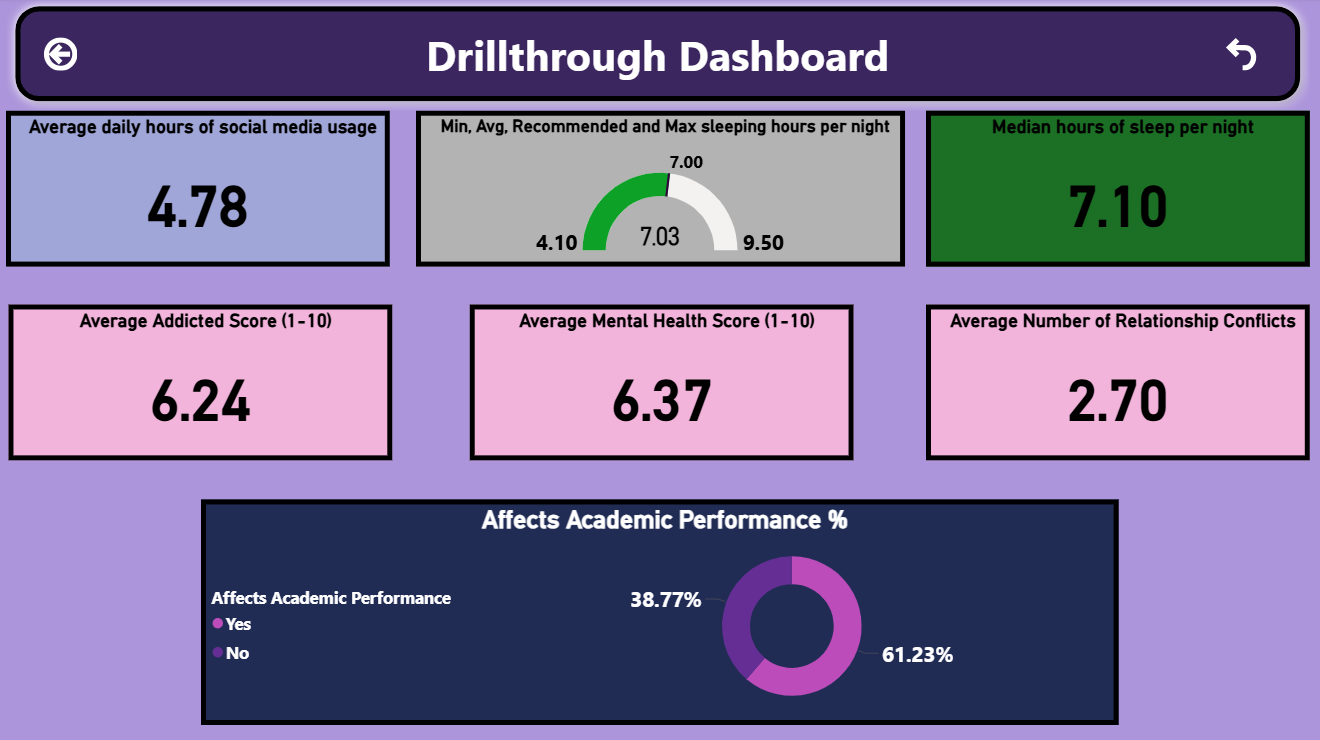 Drillthrough Dashboard
Average daily hours of social media usage
4.78
Min, Avg, Recommended and Max sleeping hours per night
7.00
4.10
7.03
9.50
Median hours of sleep per night
7.10
Average Addicted Score (1-10)
6.24
Average Mental Health Score (1-10)
6.37
Average Number of Relationship Conflicts
2.70
Affects Academic Performance %
Affects Academic Performance
Yes
No
38.77%
61.23%